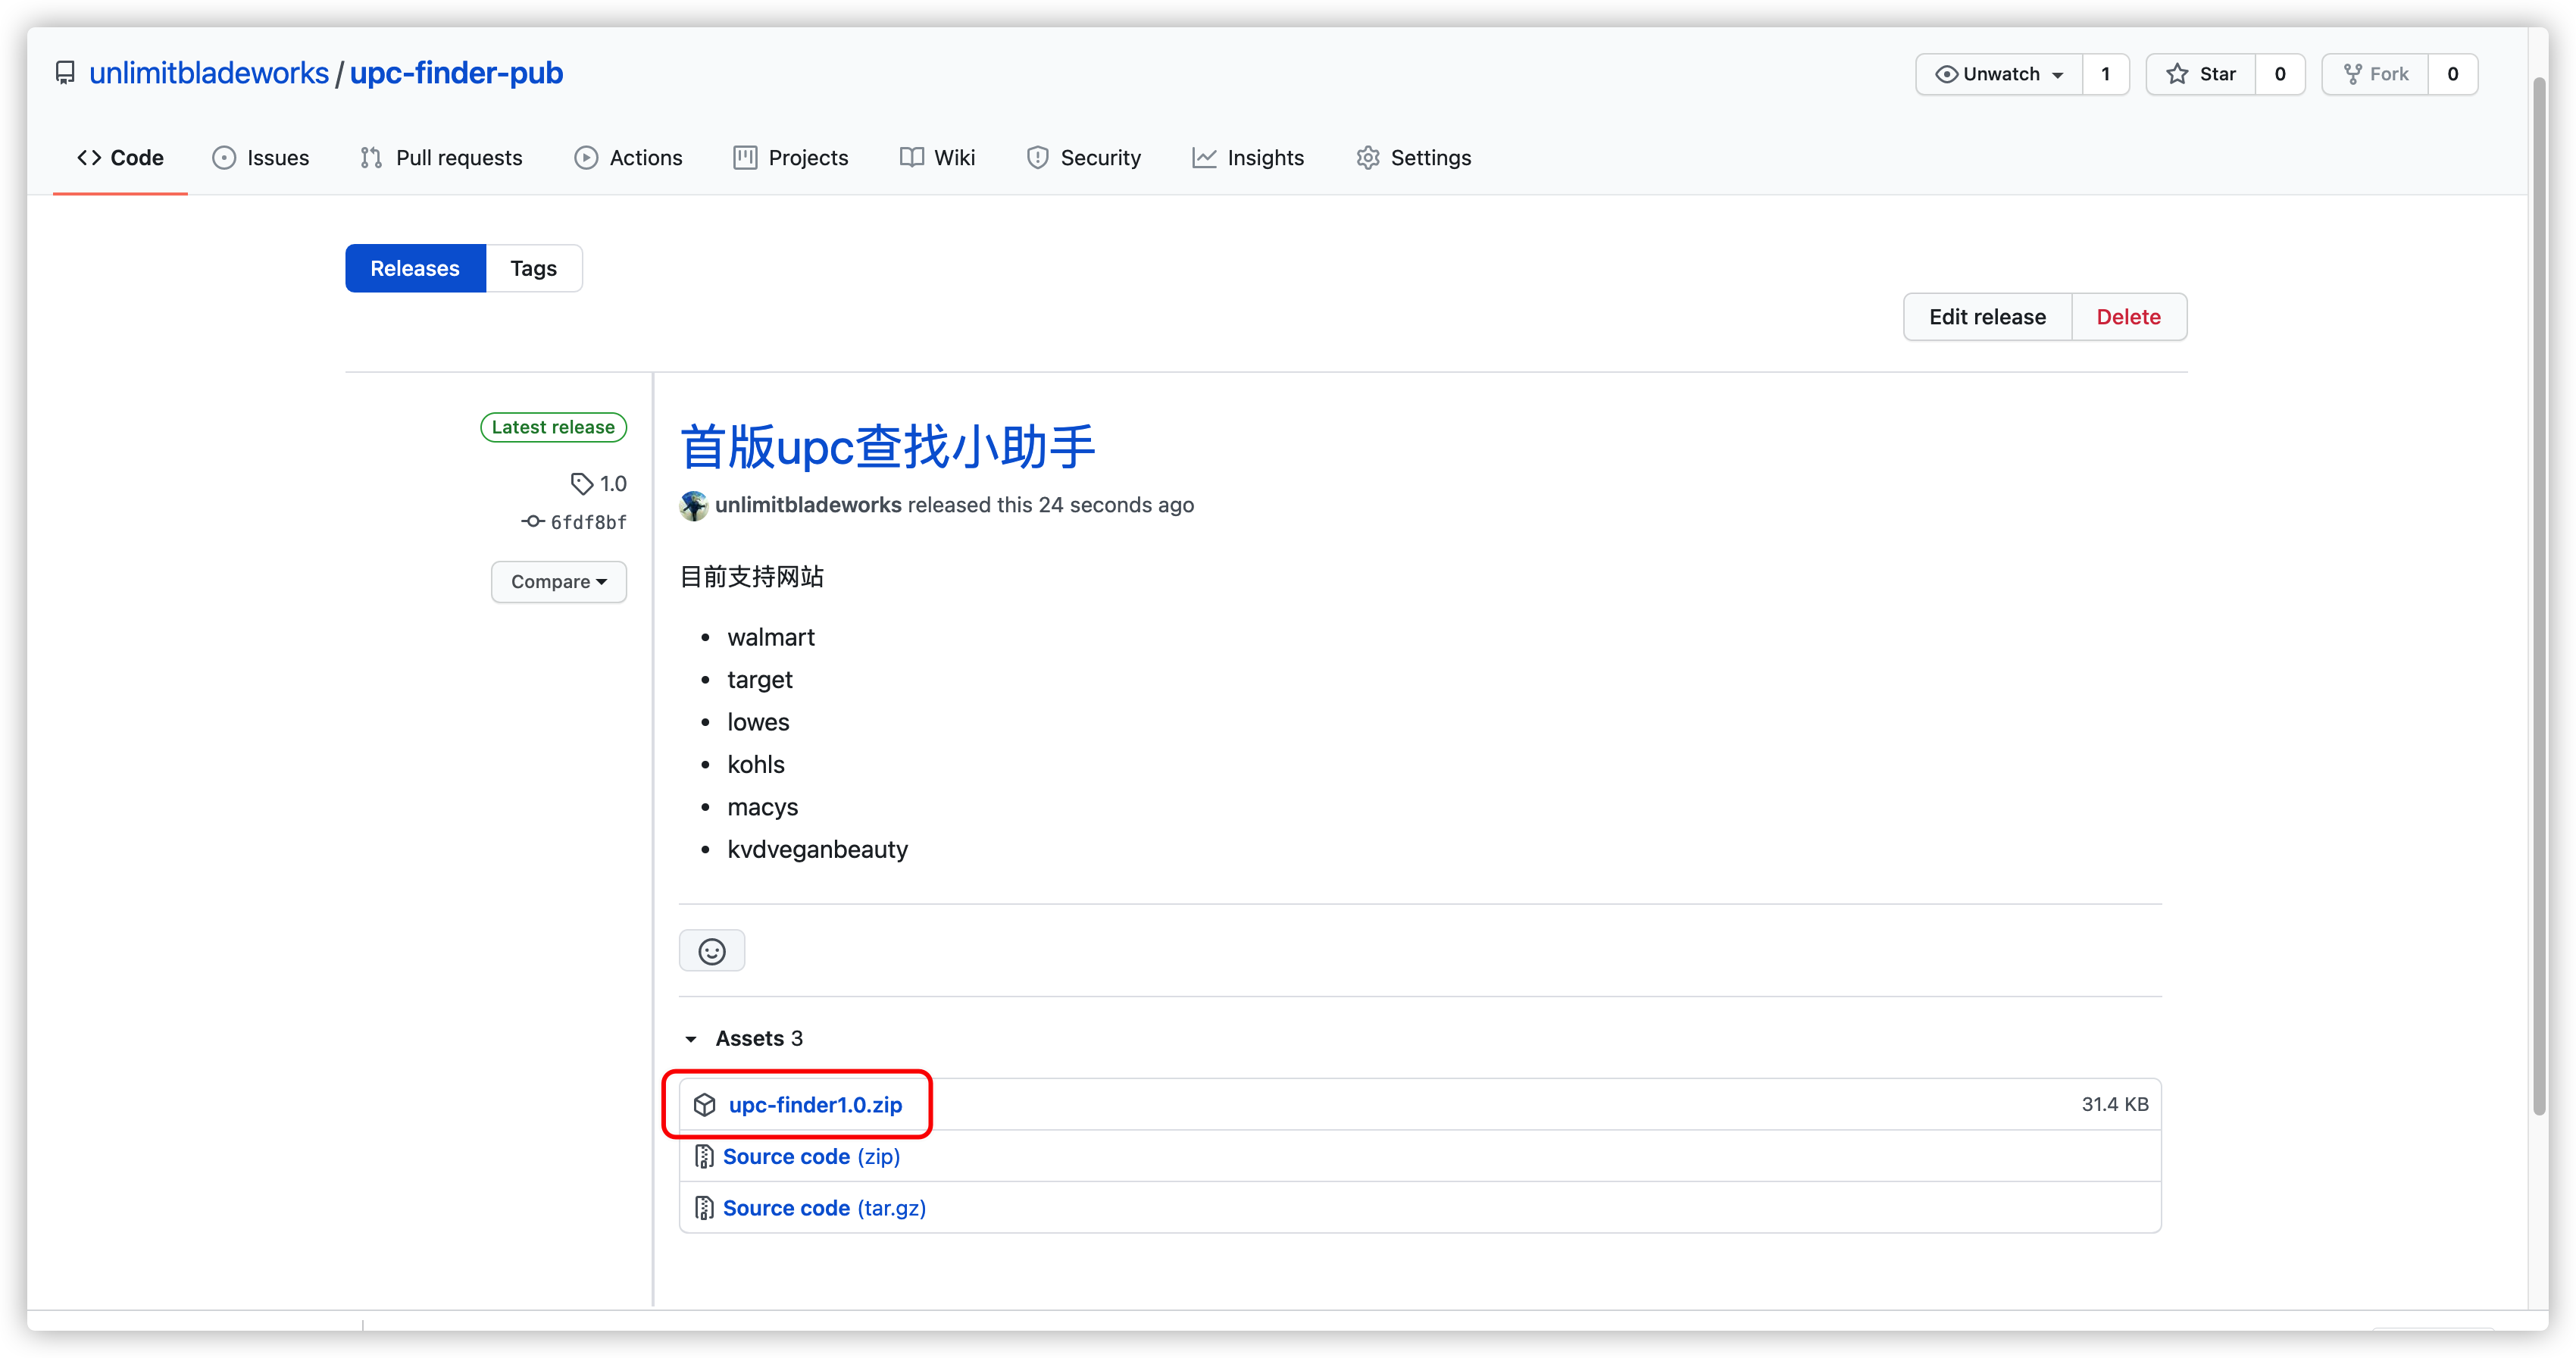 unlimitbladeworks / upc-finder-pub
Unwatch 1 Star 0 Fork 0
Code Issues Pull requests Actions Projects Wiki Security Insights Settings
Releases Tags
Edit release Delete
Latest release
1.0
6fdf8bf
Compare
首版upc查找小助手
unlimitbladeworks released this 24 seconds ago
目前支持网站
walmart
target
lowes
kohls
macys
kvdveganbeauty
Assets 3
upc-finder1.0.zip 31.4 KB
Source code (zip)
Source code (tar.gz)